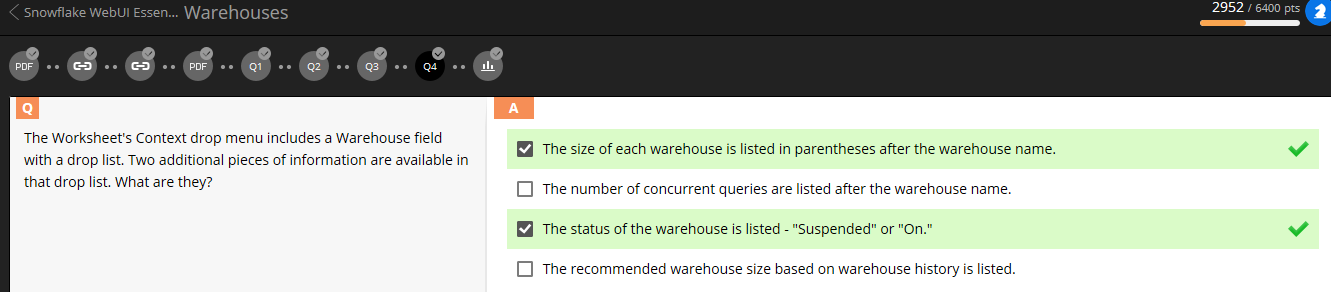 Snowflake WebUI Essen... Warehouses
2952 / 6400 pts
PDF
PDF
Q1
Q2
Q3
Q4
Q
The Worksheet's Context drop menu includes a Warehouse field
with a drop list. Two additional pieces of information are available in
that drop list. What are they?
A
The size of each warehouse is listed in parentheses after the warehouse name.
The number of concurrent queries are listed after the warehouse name.
The status of the warehouse is listed - "Suspended" or "On."
The recommended warehouse size based on warehouse history is listed.